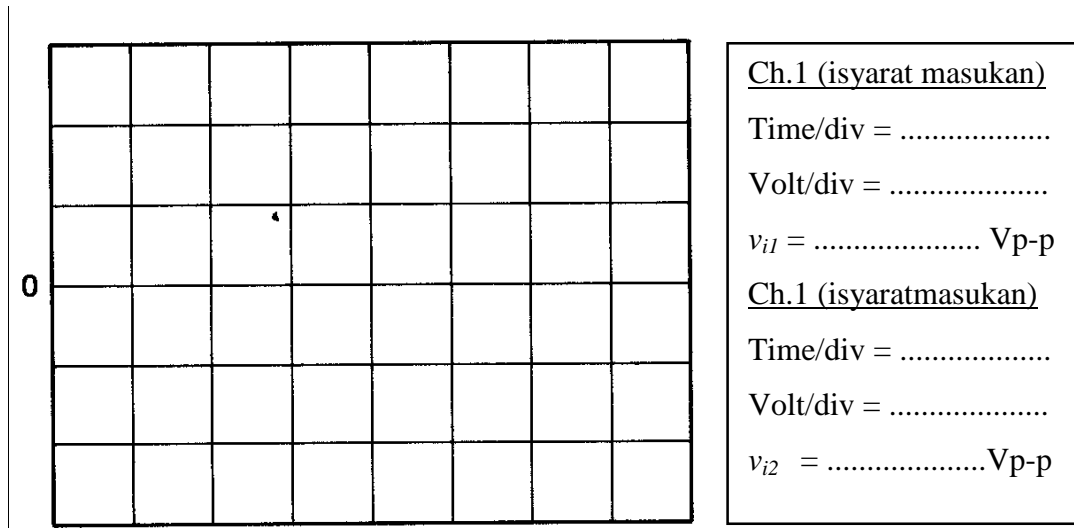 0
Ch.1 (isyarat masukan)
Time/div = ...................
Volt/div = ....................
vi1 = ..................... Vp-p
Ch.1 (isyaratmasukan)
Time/div = ...................
Volt/div = ....................
vi2 = ....................Vp-p